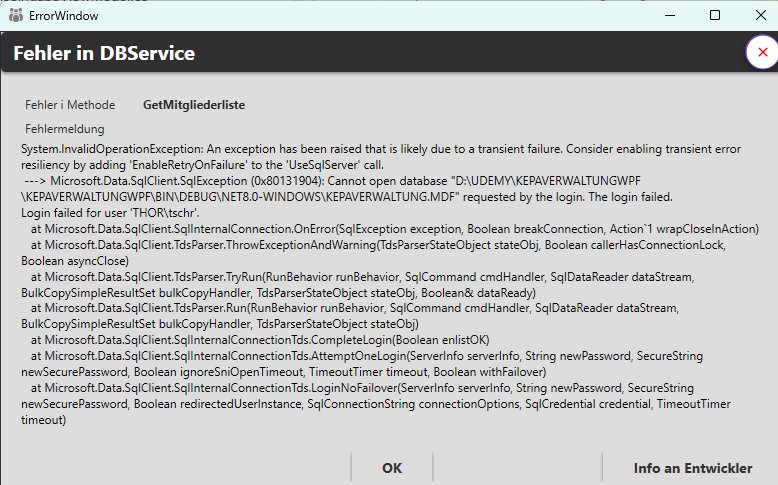 ErrorWindow
Fehler in DBService
Fehler i Methode GetMitgliederliste
Fehlermeldung
System.InvalidOperationException: An exception has been raised that is likely due to a transient failure. Consider enabling transient error
resiliency by adding 'EnableRetryOnFailure' to the 'UseSqlServer' call.
---> Microsoft.Data.SqlClient.SqlException (0x80131904): Cannot open database "D:\UDEMY\KEPAVERWALTUNGWPF
\KEPAVERWALTUNGWPF\BIN\DEBUG\NET8.0-WINDOWS\KEPAVERWALTUNG.MDF" requested by the login. The login failed.
Login failed for user 'THOR\tschr'.
at Microsoft.Data.SqlClient.SqlInternalConnection.OnError(SqlException exception, Boolean breakConnection, Action`1 wrapCloseInAction)
at Microsoft.Data.SqlClient.TdsParser.ThrowExceptionAndWarning(TdsParserStateObject stateObj, Boolean callerHasConnectionLock,
Boolean asyncClose)
at Microsoft.Data.SqlClient.TdsParser.TryRun(RunBehavior runBehavior, SqlCommand cmdHandler, SqlDataReader dataStream,
BulkCopySimpleResultSet bulkCopyHandler, TdsParserStateObject stateObj, Boolean& dataReady)
at Microsoft.Data.SqlClient.TdsParser.Run(RunBehavior runBehavior, SqlCommand cmdHandler, SqlDataReader dataStream,
BulkCopySimpleResultSet bulkCopyHandler, TdsParserStateObject stateObj)
at Microsoft.Data.SqlClient.SqlInternalConnectionTds.CompleteLogin(Boolean enlistOK)
at Microsoft.Data.SqlClient.SqlInternalConnectionTds.AttemptOneLogin(ServerInfo serverInfo, String newPassword, SecureString
newSecurePassword, Boolean ignoreSniOpenTimeout, TimeoutTimer timeout, Boolean withFailover)
at Microsoft.Data.SqlClient.SqlInternalConnectionTds.LoginNoFailover(ServerInfo serverInfo, String newPassword, SecureString
newSecurePassword, Boolean redirectedUserInstance, SqlConnectionString connectionOptions, SqlCredential credential, TimeoutTimer
timeout)
OK Info an Entwickler